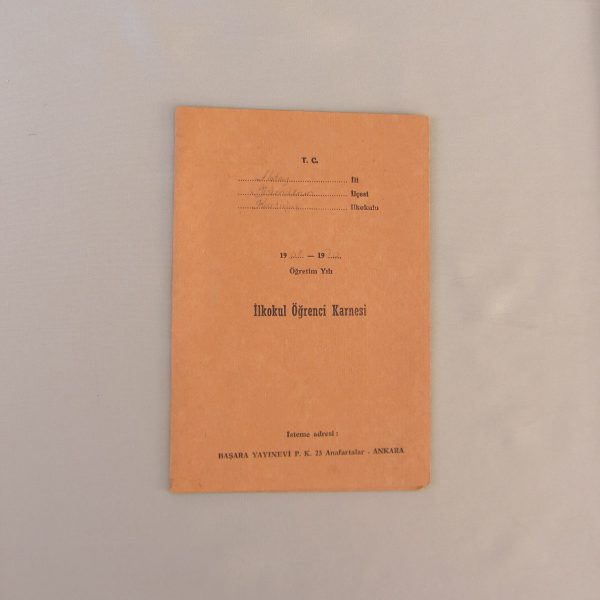 T. C.
İli
İlçesi
İlkokulu
19 — 19
Öğretim Yılı
İlkokul Öğrenci Karnesi
İsteme adresi :
BAŞARA YAYINEVİ P. K. 23 Anafartalar - ANKARA